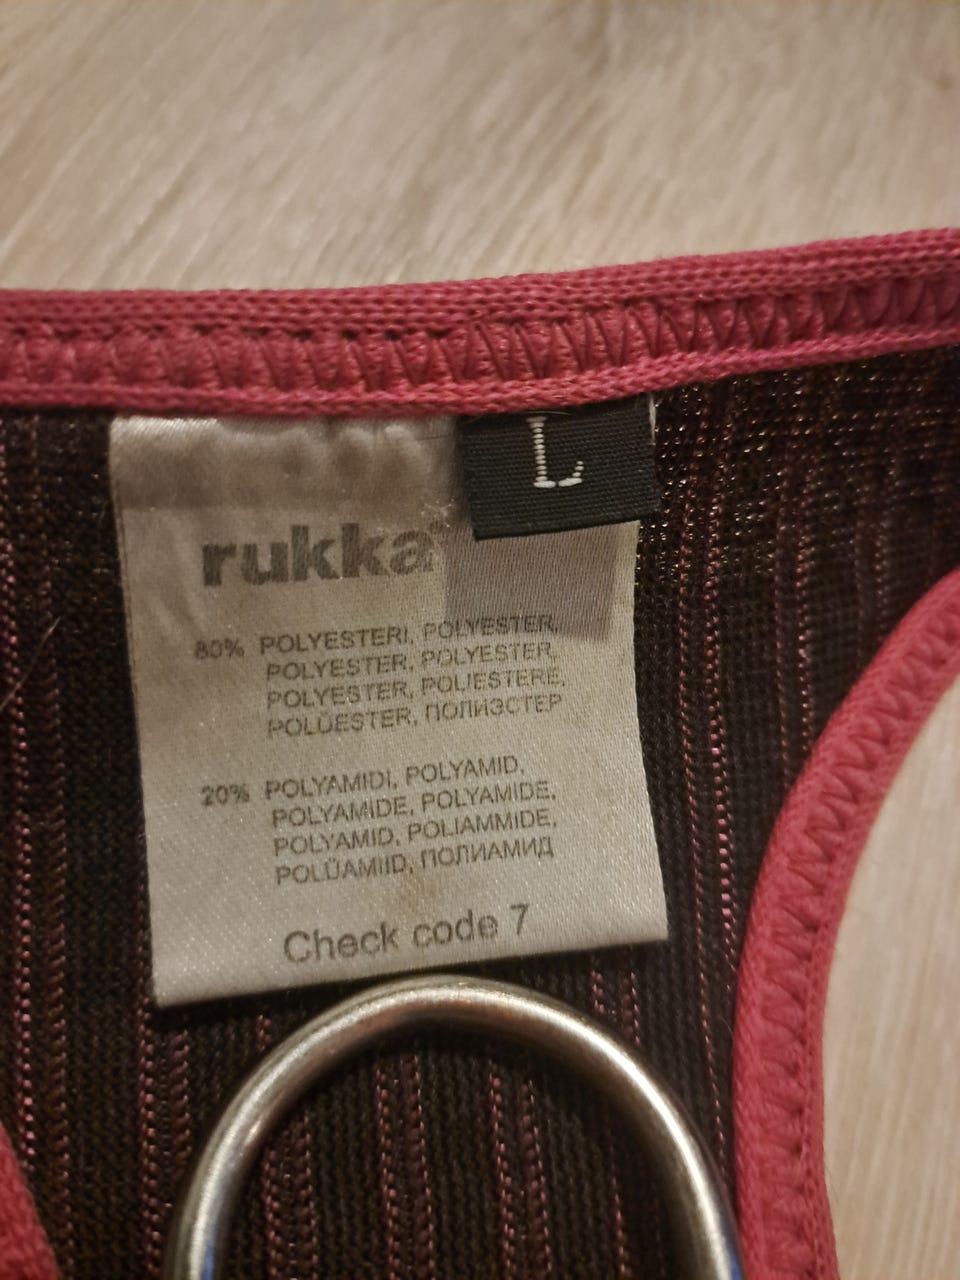 L
rukka
80% POLYESTERI, POLYESTER,
POLYESTER, POLYESTER,
POLYESTER, POLIESTERE,
POLÜESTER, ПОЛИЭСТЕР
20% POLYAMIDI, POLYAMID,
POLYAMIDE, POLYAMIDE,
POLYAMID, POLIAMMIDE,
POLÜAMIID, ПОЛИАМИД
Check code 7